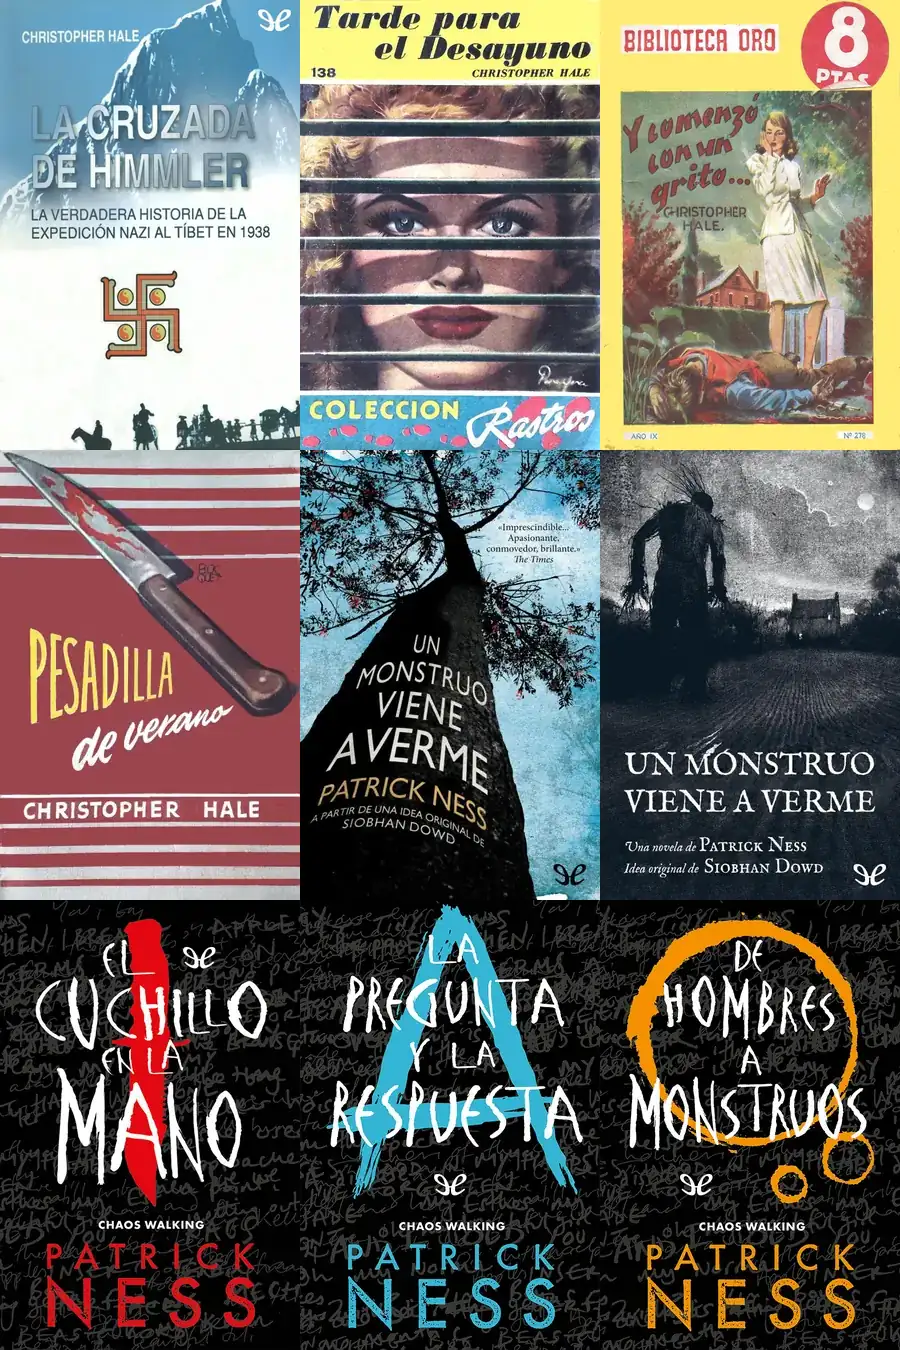 CHRISTOPHER HALE
LA CRUZADA
DE HIMMLER
LA VERDADERA HISTORIA DE LA
EXPEDICIÓN NAZI AL TÍBET EN 1938
Tarde para
el Desayuno
138
CHRISTOPHER HALE
COLECCION
Rastros
BIBLIOTECA ORO
8
PTAS
Y comenzó
con un
grito...
CHRISTOPHER
HALE.
AÑO IX
Nº 278
PESADILLA
de verano
CHRISTOPHER HALE
«Imprescindible...
Apasionante,
conmovedor, brillante.»
The Times
UN
MONSTRUO
VIENE
A VERME
PATRICK NESS
A PARTIR DE UNA IDEA ORIGINAL DE
SIOBHAN DOWD
UN MONSTRUO
VIENE A VERME
Una novela de PATRICK NESS
Idea original de SIOBHAN DOWD
EL
CUCHILLO
EN LA
MANO
CHAOS WALKING
PATRICK
NESS
LA
PREGUNTA
Y LA
RESPUESTA
CHAOS WALKING
PATRICK
NESS
DE
HOMBRES
A
MONSTRUOS
CHAOS WALKING
PATRICK
NESS